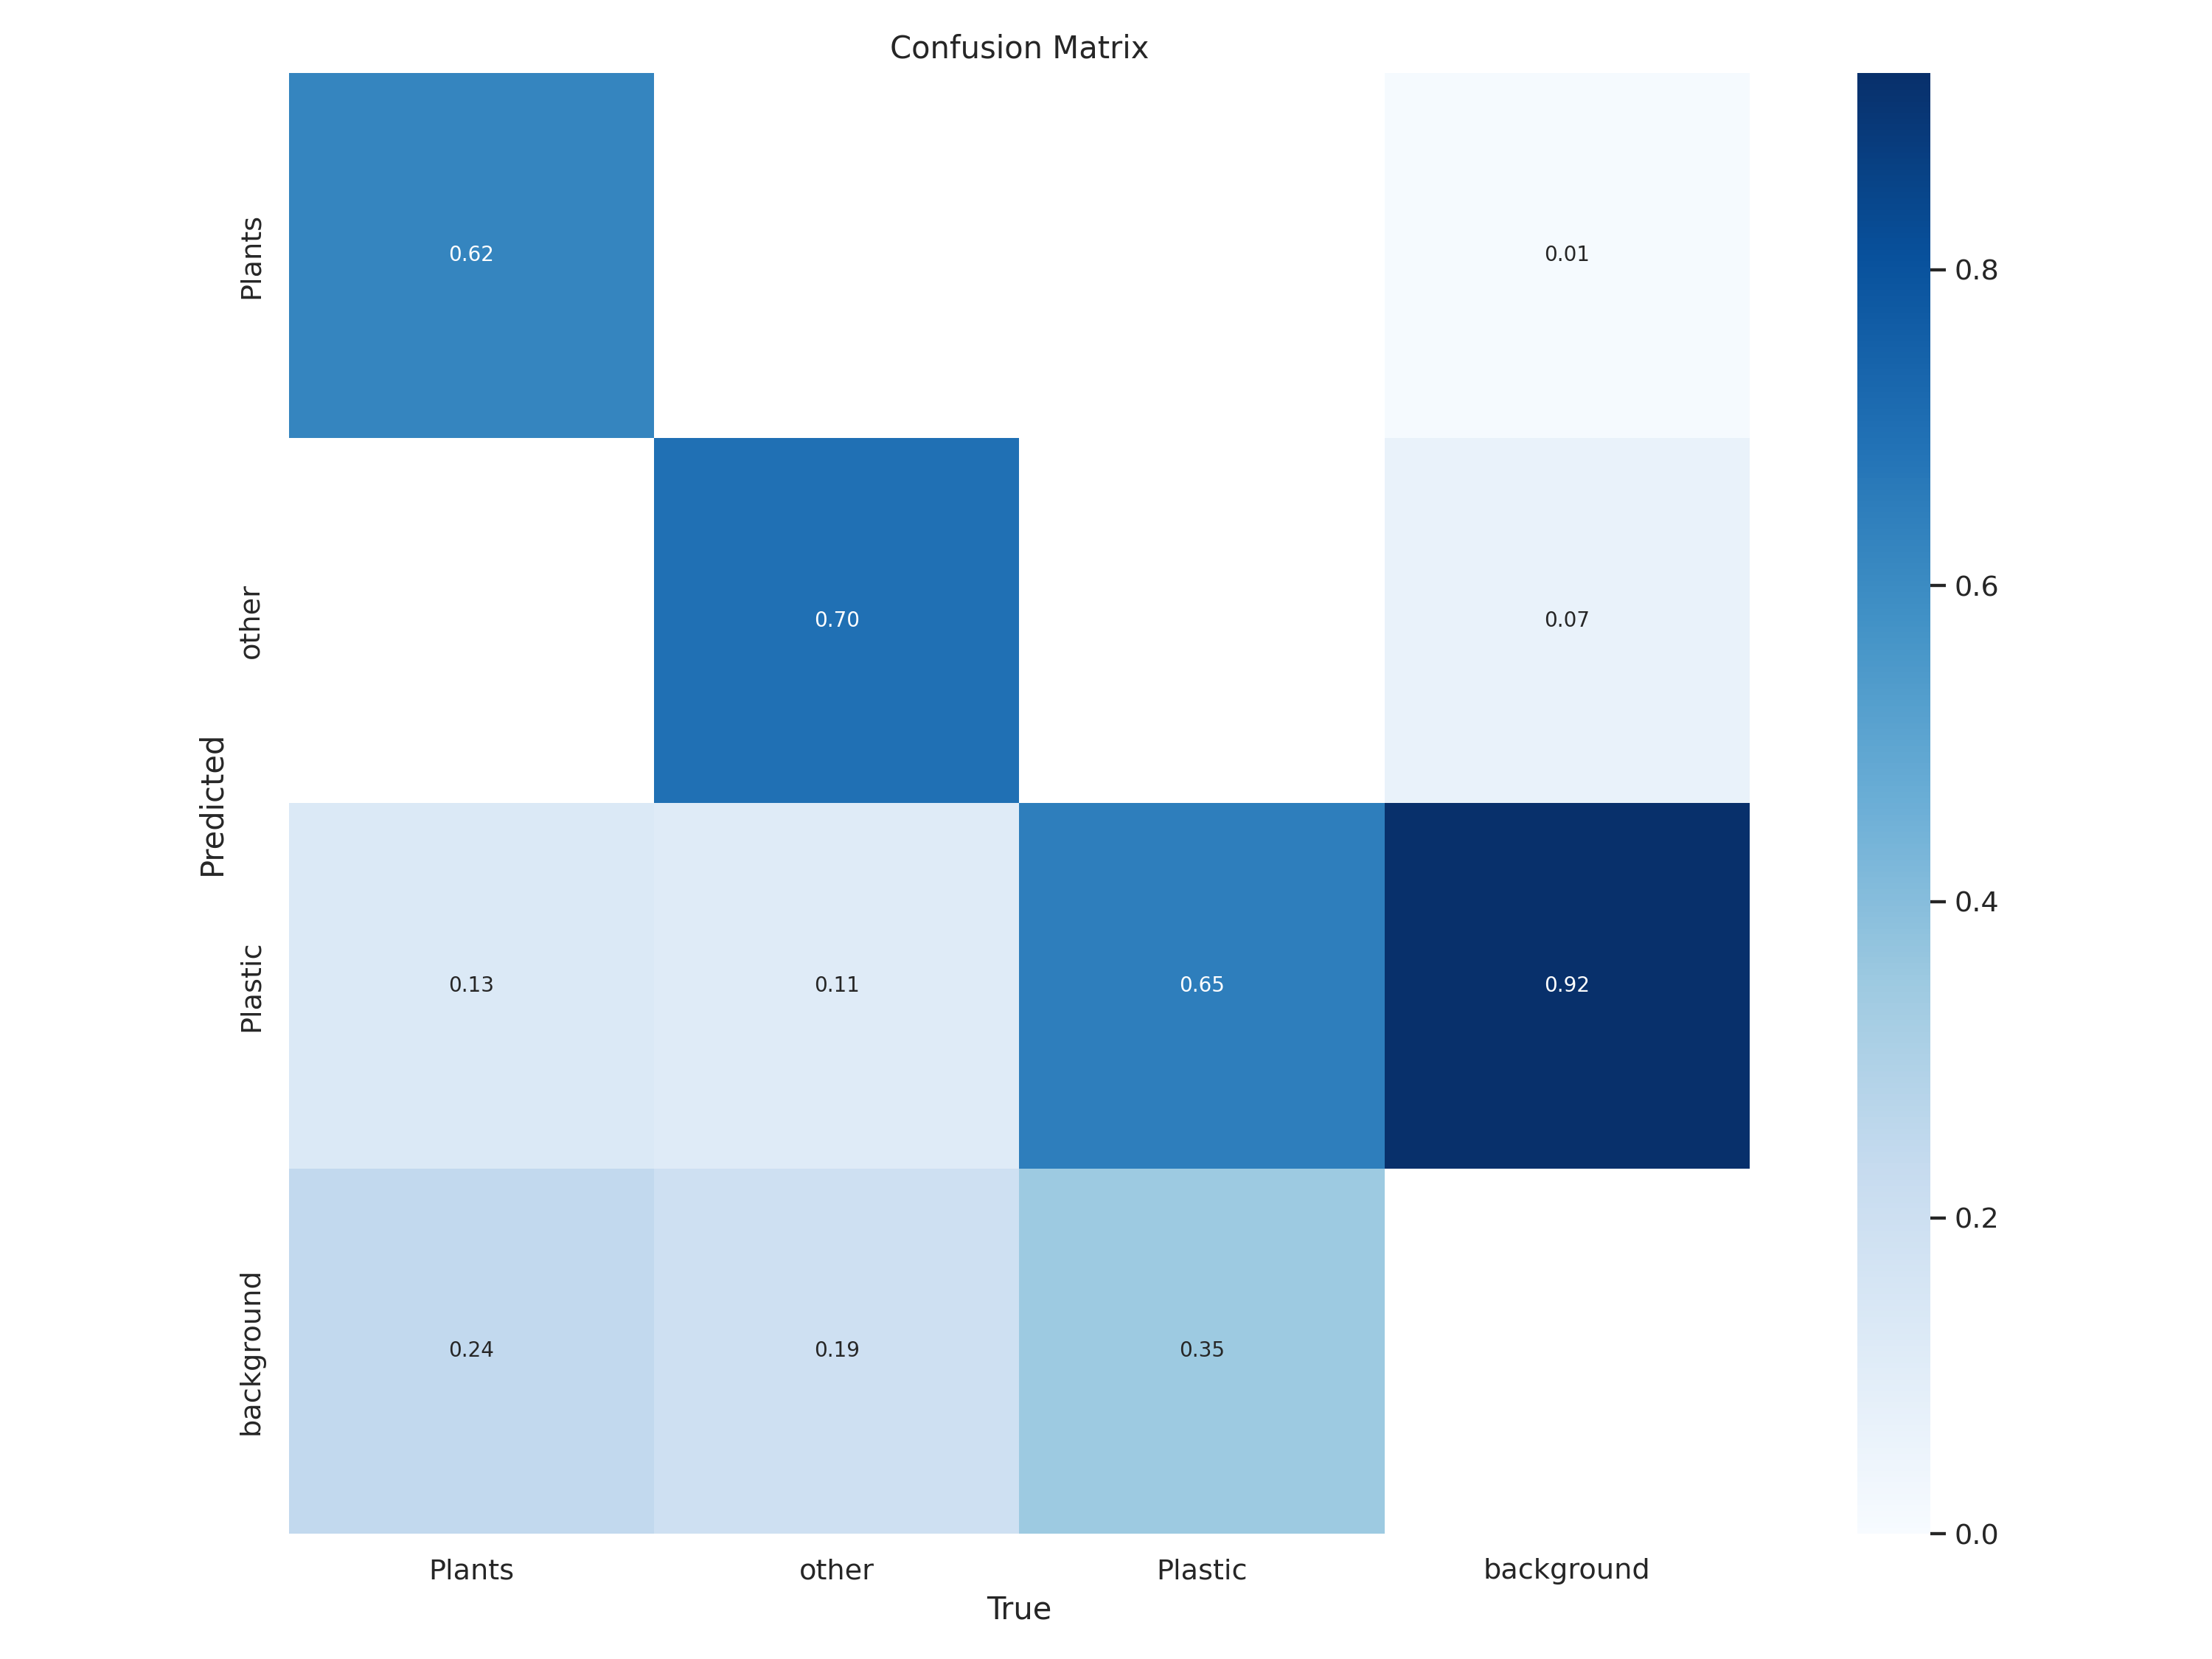 Confusion Matrix
Plants
0.62
0.01
0.8
other
0.70
0.07
0.6
Predicted
Plastic
0.13
0.11
0.65
0.92
0.4
background
0.24
0.19
0.35
0.2
0.0
Plants
other
Plastic
background
True